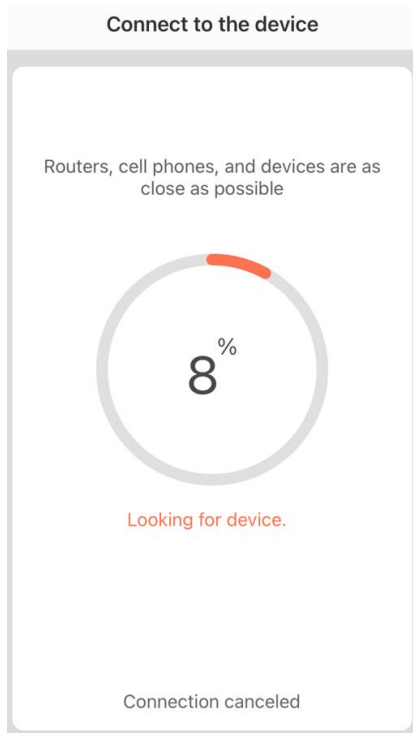 Connect to the device
Routers, cell phones, and devices are as
close as possible
8%
Looking for device.
Connection canceled